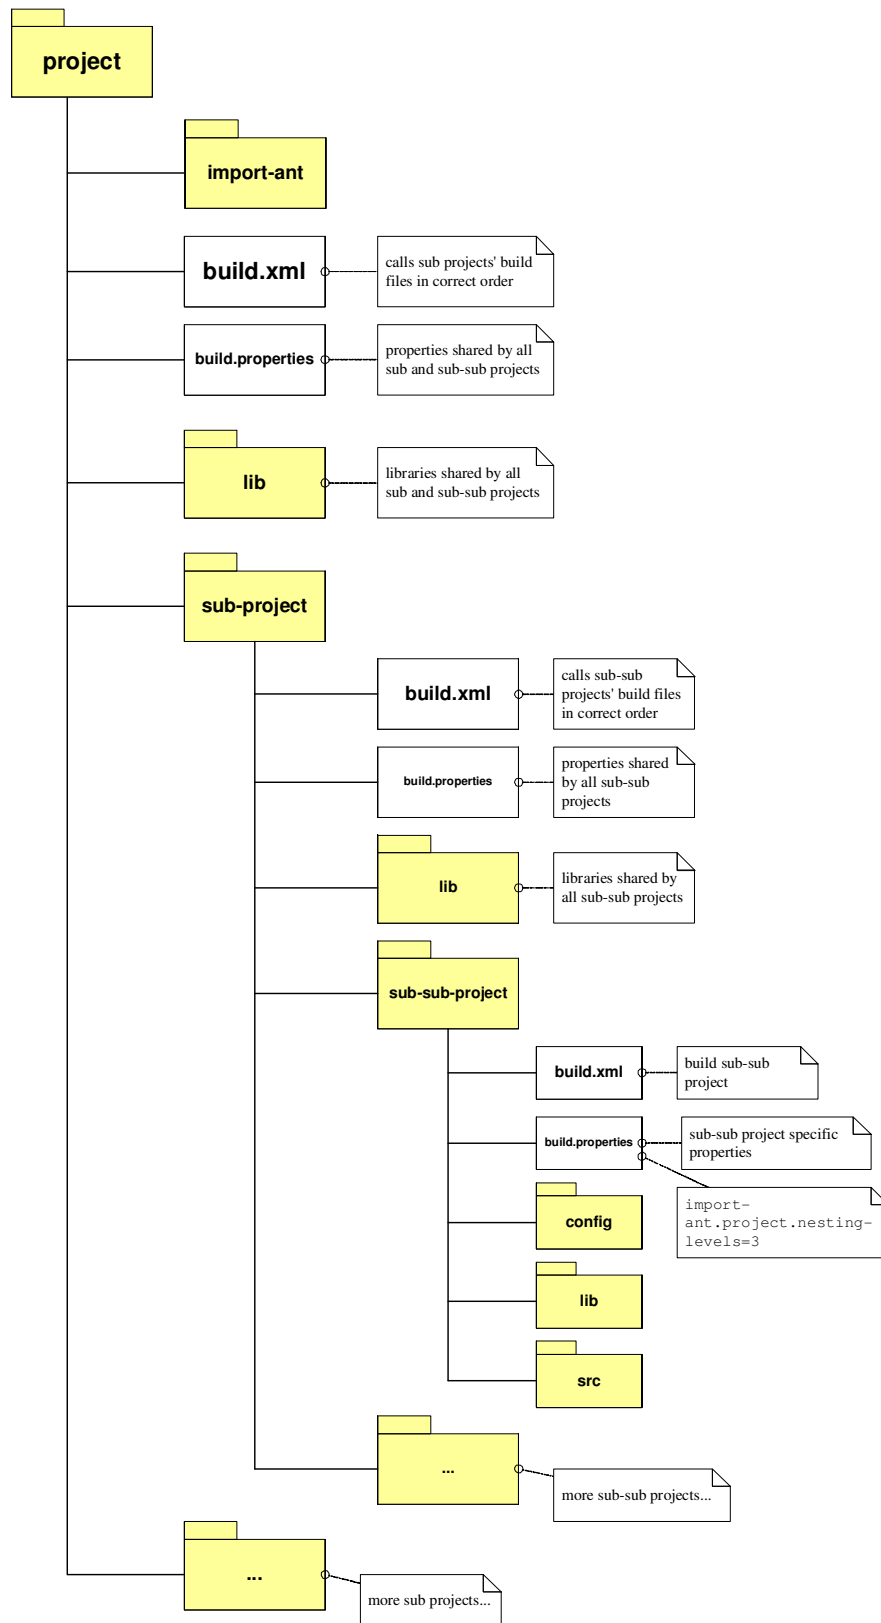 project
import-ant
build.xml
calls sub projects' build
files in correct order
build.properties
properties shared by all
sub and sub-sub projects
lib
libraries shared by all
sub and sub-sub projects
sub-project
build.xml
calls sub-sub
projects' build files
in correct order
build.properties
properties shared
by all sub-sub
projects
lib
libraries shared by
all sub-sub projects
sub-sub-project
build.xml
build sub-sub
project
build.properties
sub-sub project specific
properties
import-
ant.project.nesting-
levels=3
config
lib
src
...
more sub-sub projects...
...
more sub projects...